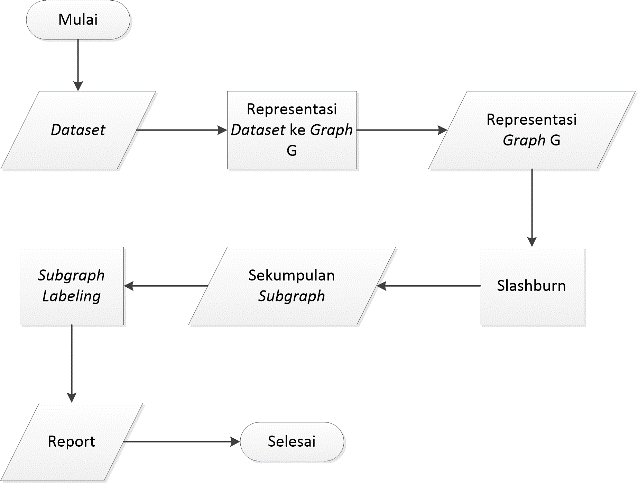 Mulai
Dataset
Representasi
Dataset ke Graph
G
Representasi
Graph G
Slashburn
Sekumpulan
Subgraph
Subgraph
Labeling
Report
Selesai